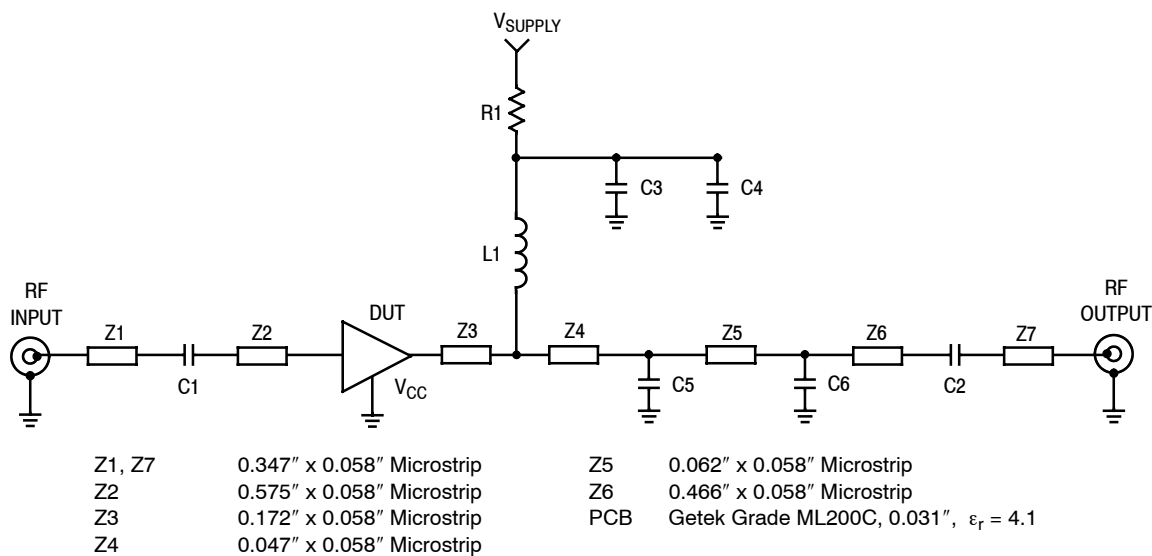 V_SUPPLY
R1
C3
C4
L1
RF
INPUT
Z1
C1
Z2
DUT
V_CC
Z3
Z4
C5
Z5
C6
Z6
C2
Z7
RF
OUTPUT
Z1, Z7 0.347″ x 0.058″ Microstrip
Z2 0.575″ x 0.058″ Microstrip
Z3 0.172″ x 0.058″ Microstrip
Z4 0.047″ x 0.058″ Microstrip
Z5 0.062″ x 0.058″ Microstrip
Z6 0.466″ x 0.058″ Microstrip
PCB Getek Grade ML200C, 0.031″, ε_r = 4.1